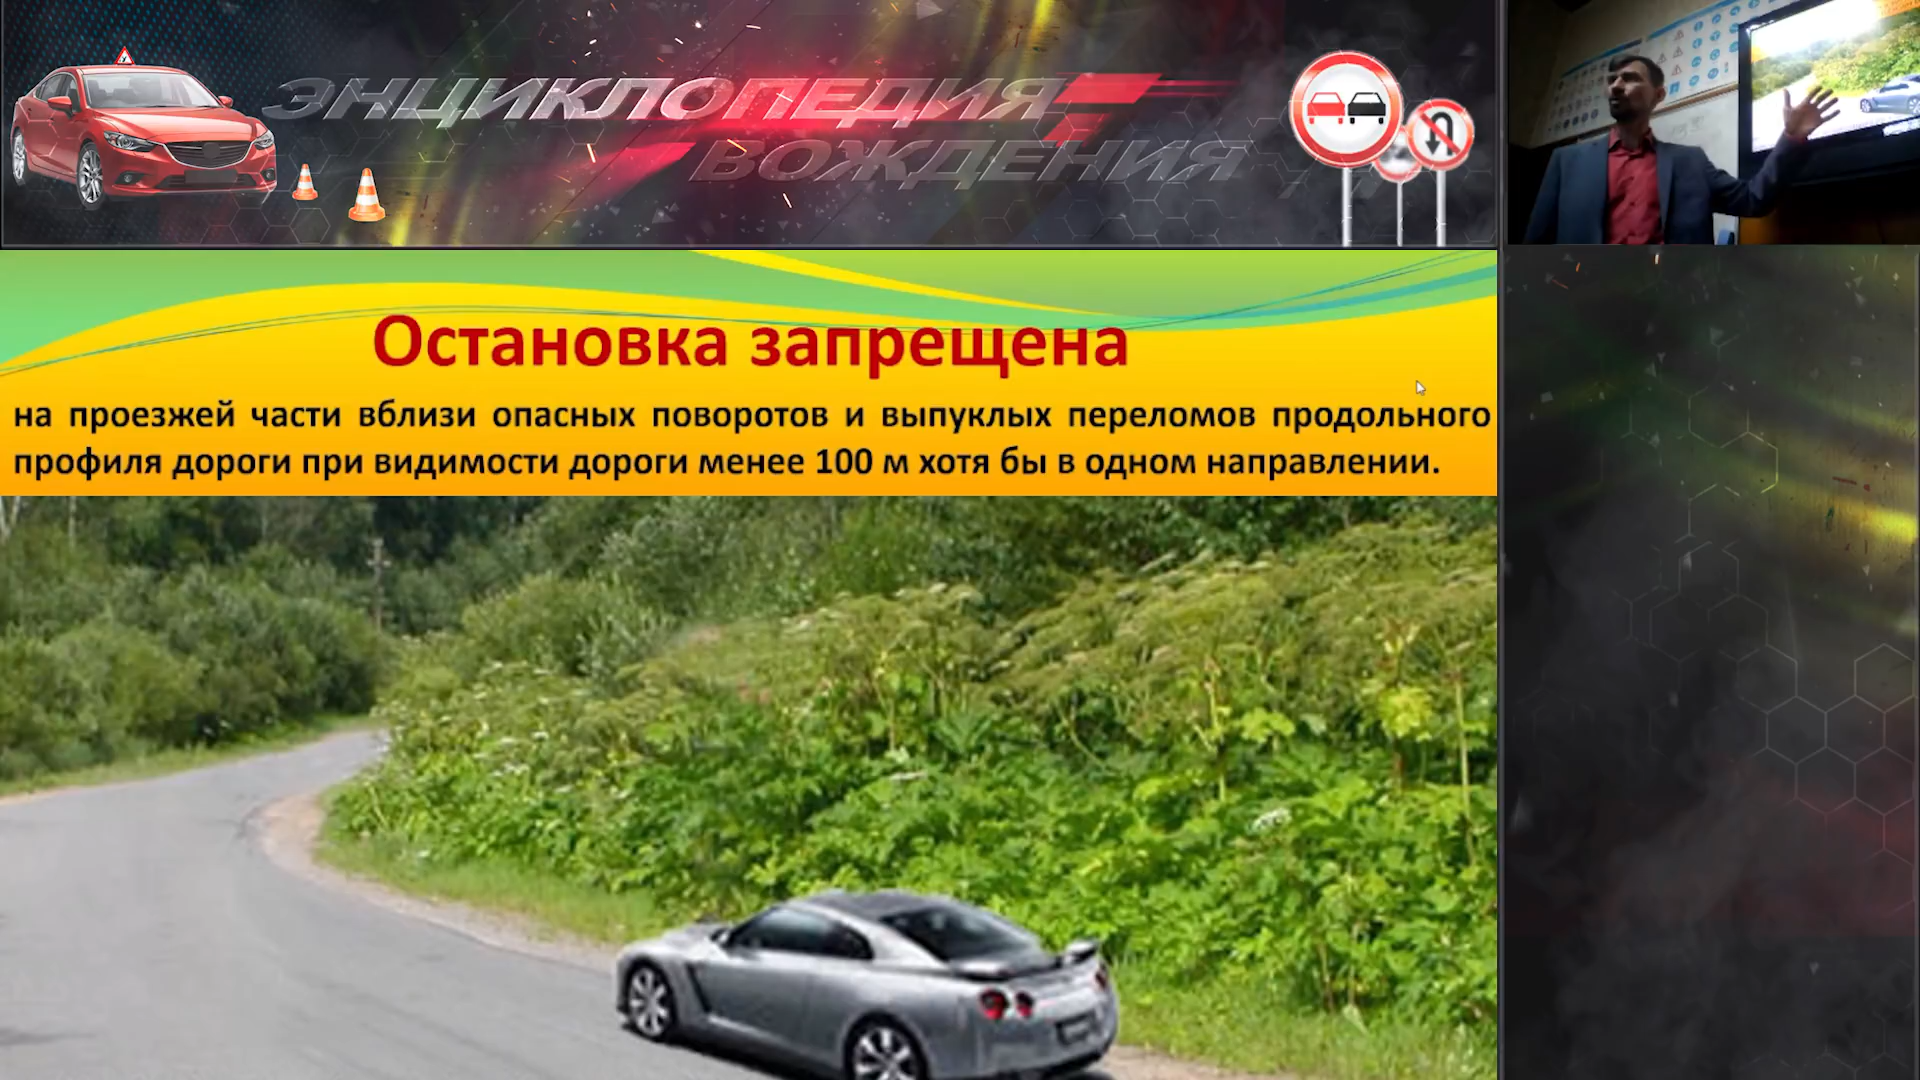 ЭНЦИКЛОПЕДИЯ
ВОЖДЕНИЯ
Остановка запрещена
на проезжей части вблизи опасных поворотов и выпуклых переломов продольного
профиля дороги при видимости дороги менее 100 м хотя бы в одном направлении.